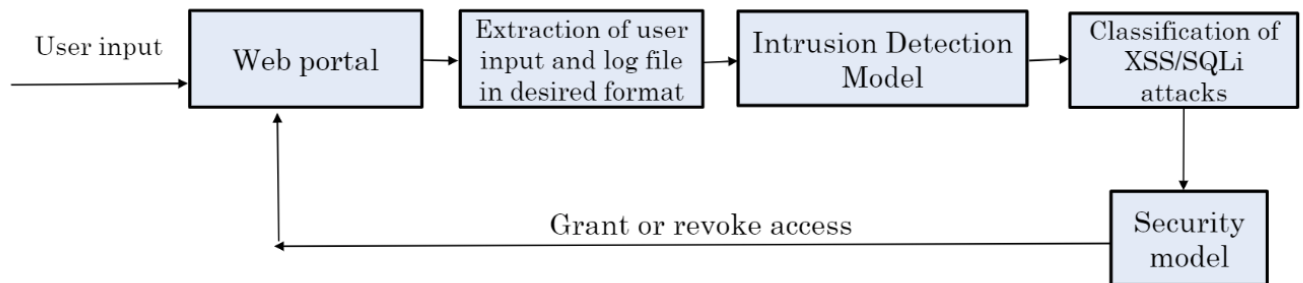 User input
Web portal
Extraction of user
input and log file
in desired format
Intrusion Detection
Model
Classification of
XSS/SQLi
attacks
Grant or revoke access
Security
model